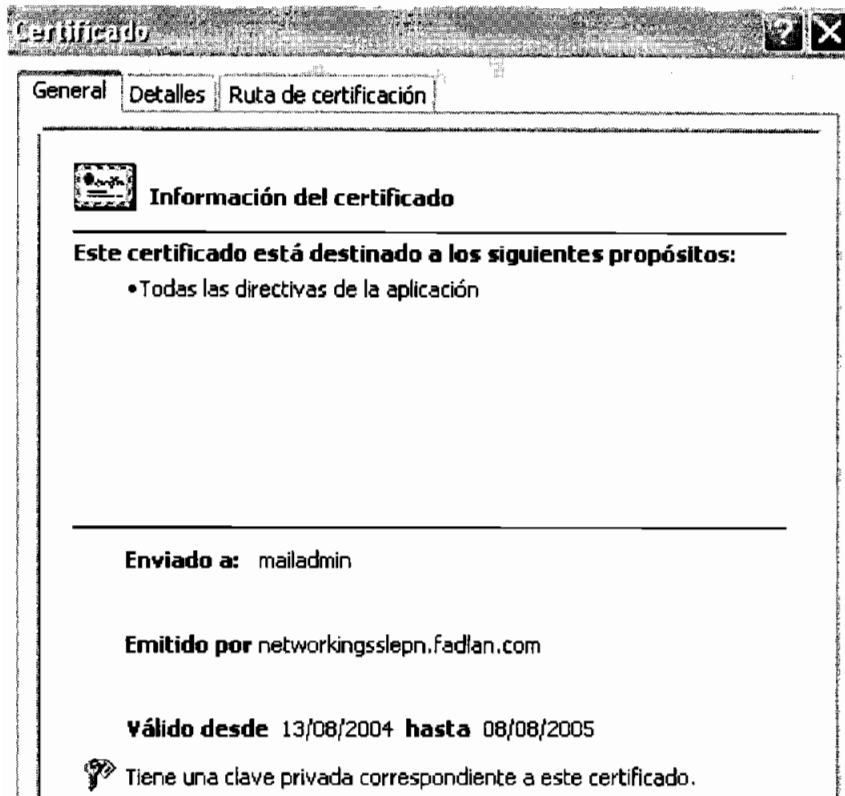 Certificado
General Detalles Ruta de certificación
Información del certificado
Este certificado está destinado a los siguientes propósitos:
•Todas las directivas de la aplicación
Enviado a: mailadmin
Emitido por networkingsslepn.fadlan.com
Válido desde 13/08/2004 hasta 08/08/2005
Tiene una clave privada correspondiente a este certificado.